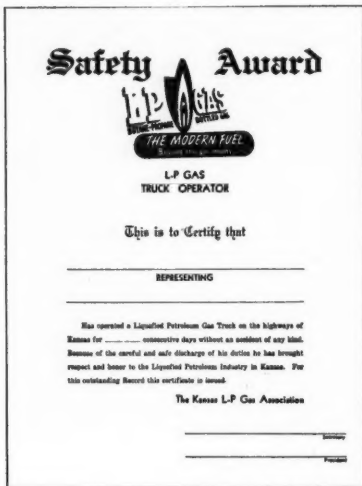 Safety Award
LP GAS
BUTANE-PROPANE BOTTLED GAS
THE MODERN FUEL
L-P GAS
TRUCK OPERATOR
This is to Certify that
REPRESENTING
Has operated a Liquefied Petroleum Gas Truck on the highways of
Kansas for consecutive days without an accident of any kind.
Because of the careful and safe discharge of his duties he has brought
respect and honor to the Liquefied Petroleum Industry in Kansas. For
this outstanding Record this certificate is issued.
The Kansas L-P Gas Association
Secretary
President